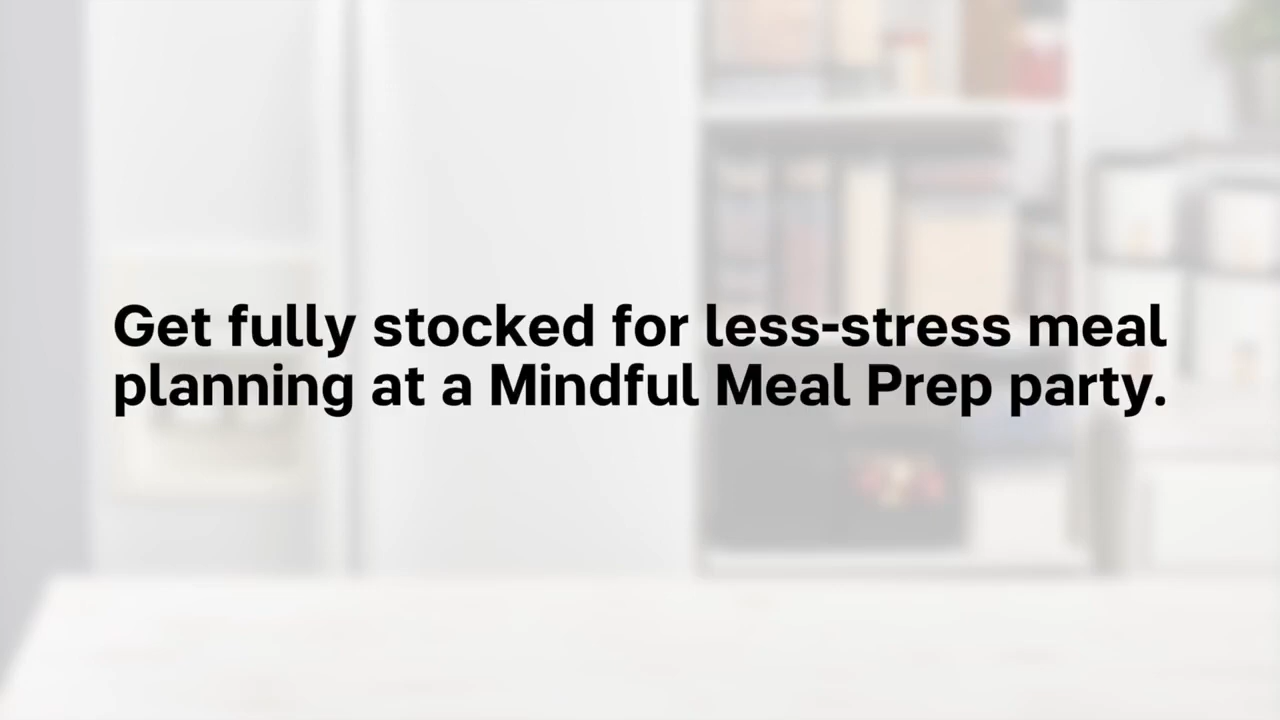 Get fully stocked for less-stress meal
planning at a Mindful Meal Prep party.